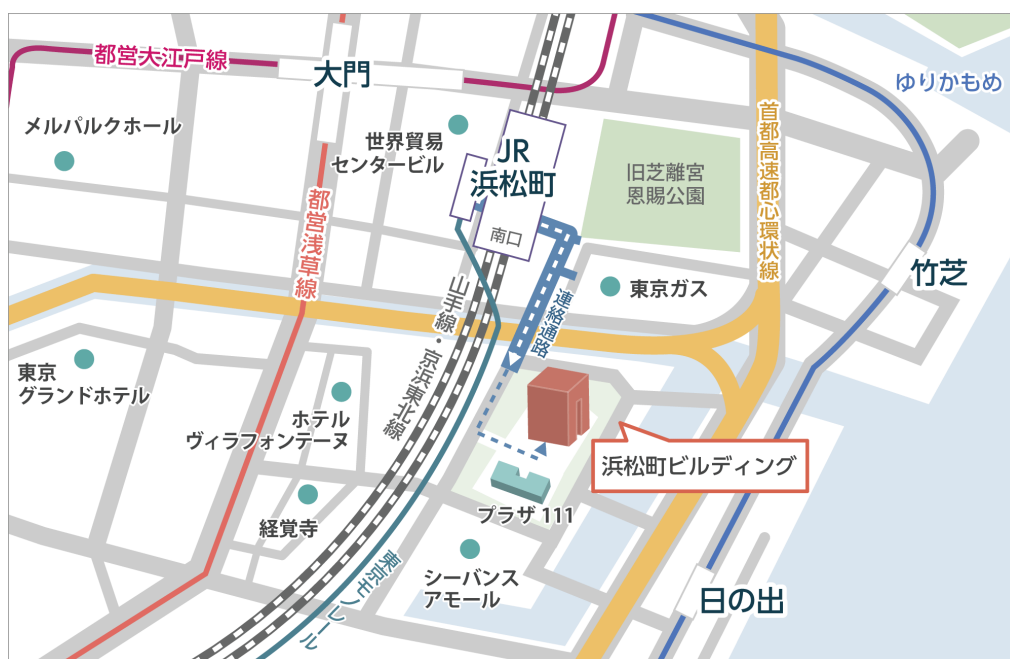 都営大江戸線
大門
ゆりかもめ
メルパルクホール
世界貿易
センタービル
JR
浜松町
南口
旧芝離宮
恩賜公園
首都高速都心環状線
都営浅草線
竹芝
東京ガス
連絡通路
山手線・京浜東北線
東京
グランドホテル
ホテル
ヴィラフォンテーヌ
浜松町ビルディング
プラザ 111
経覚寺
シーバンス
アモール
東京モノレール
日の出